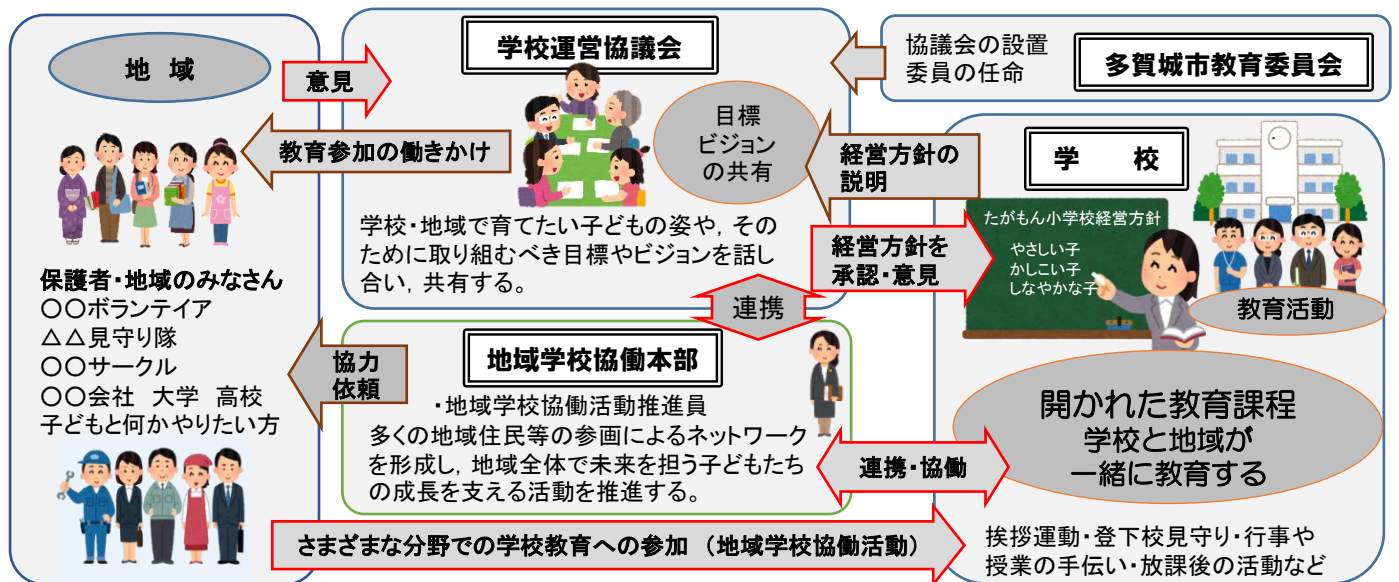 地 域
意見
教育参加の働きかけ
保護者・地域のみなさん
〇〇ボランテイア
△△見守り隊
〇〇サークル
〇〇会社 大学 高校
子どもと何かやりたい方
学校運営協議会
目標
ビジョン
の共有
学校・地域で育てたい子どもの姿や，その
ために取り組むべき目標やビジョンを話し
合い，共有する。
協議会の設置
委員の任命
多賀城市教育委員会
経営方針の
説明
経営方針を
承認・意見
学　校
たがもん小学校経営方針
やさしい子
かしこい子
しなやかな子
教育活動
連携
協力
依頼
地域学校協働本部
・地域学校協働活動推進員
多くの地域住民等の参画によるネットワーク
を形成し，地域全体で未来を担う子どもたち
の成長を支える活動を推進する。
連携・協働
開かれた教育課程
学校と地域が
一緒に教育する
さまざまな分野での学校教育への参加 （地域学校協働活動）
挨拶運動・登下校見守り・行事や
授業の手伝い・放課後の活動など